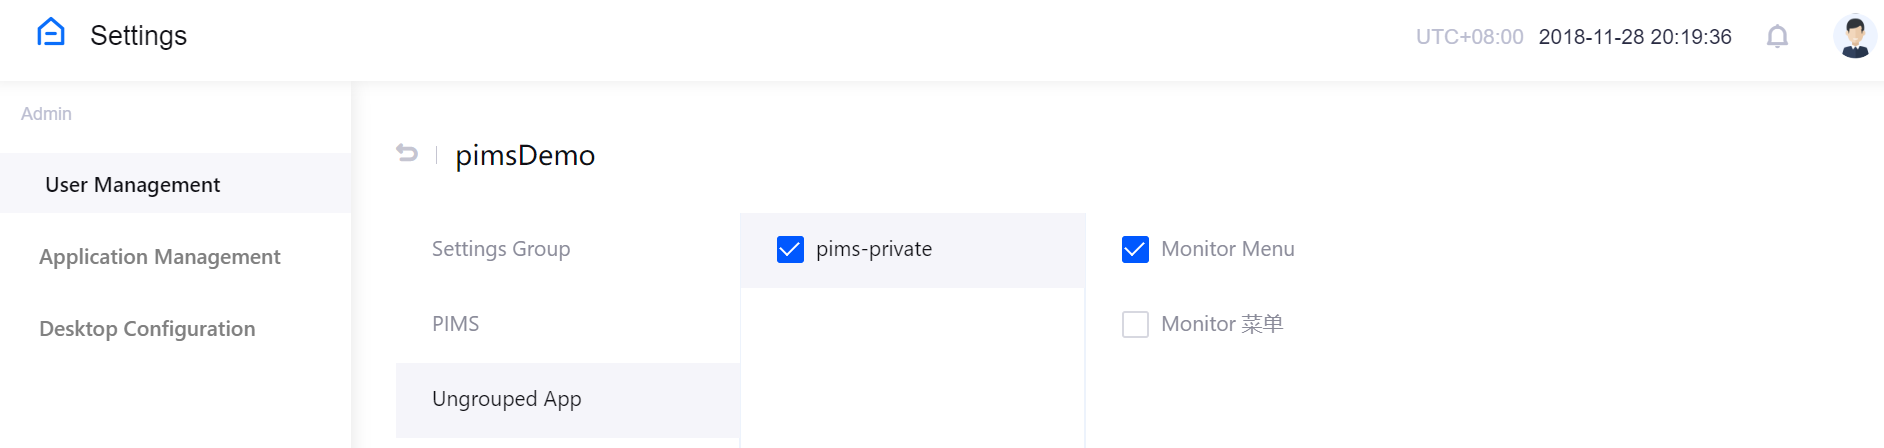 Settings
UTC+08:00 2018-11-28 20:19:36
Admin
User Management
Application Management
Desktop Configuration
pimsDemo
Settings Group
PIMS
Ungrouped App
pims-private
Monitor Menu
Monitor 菜单